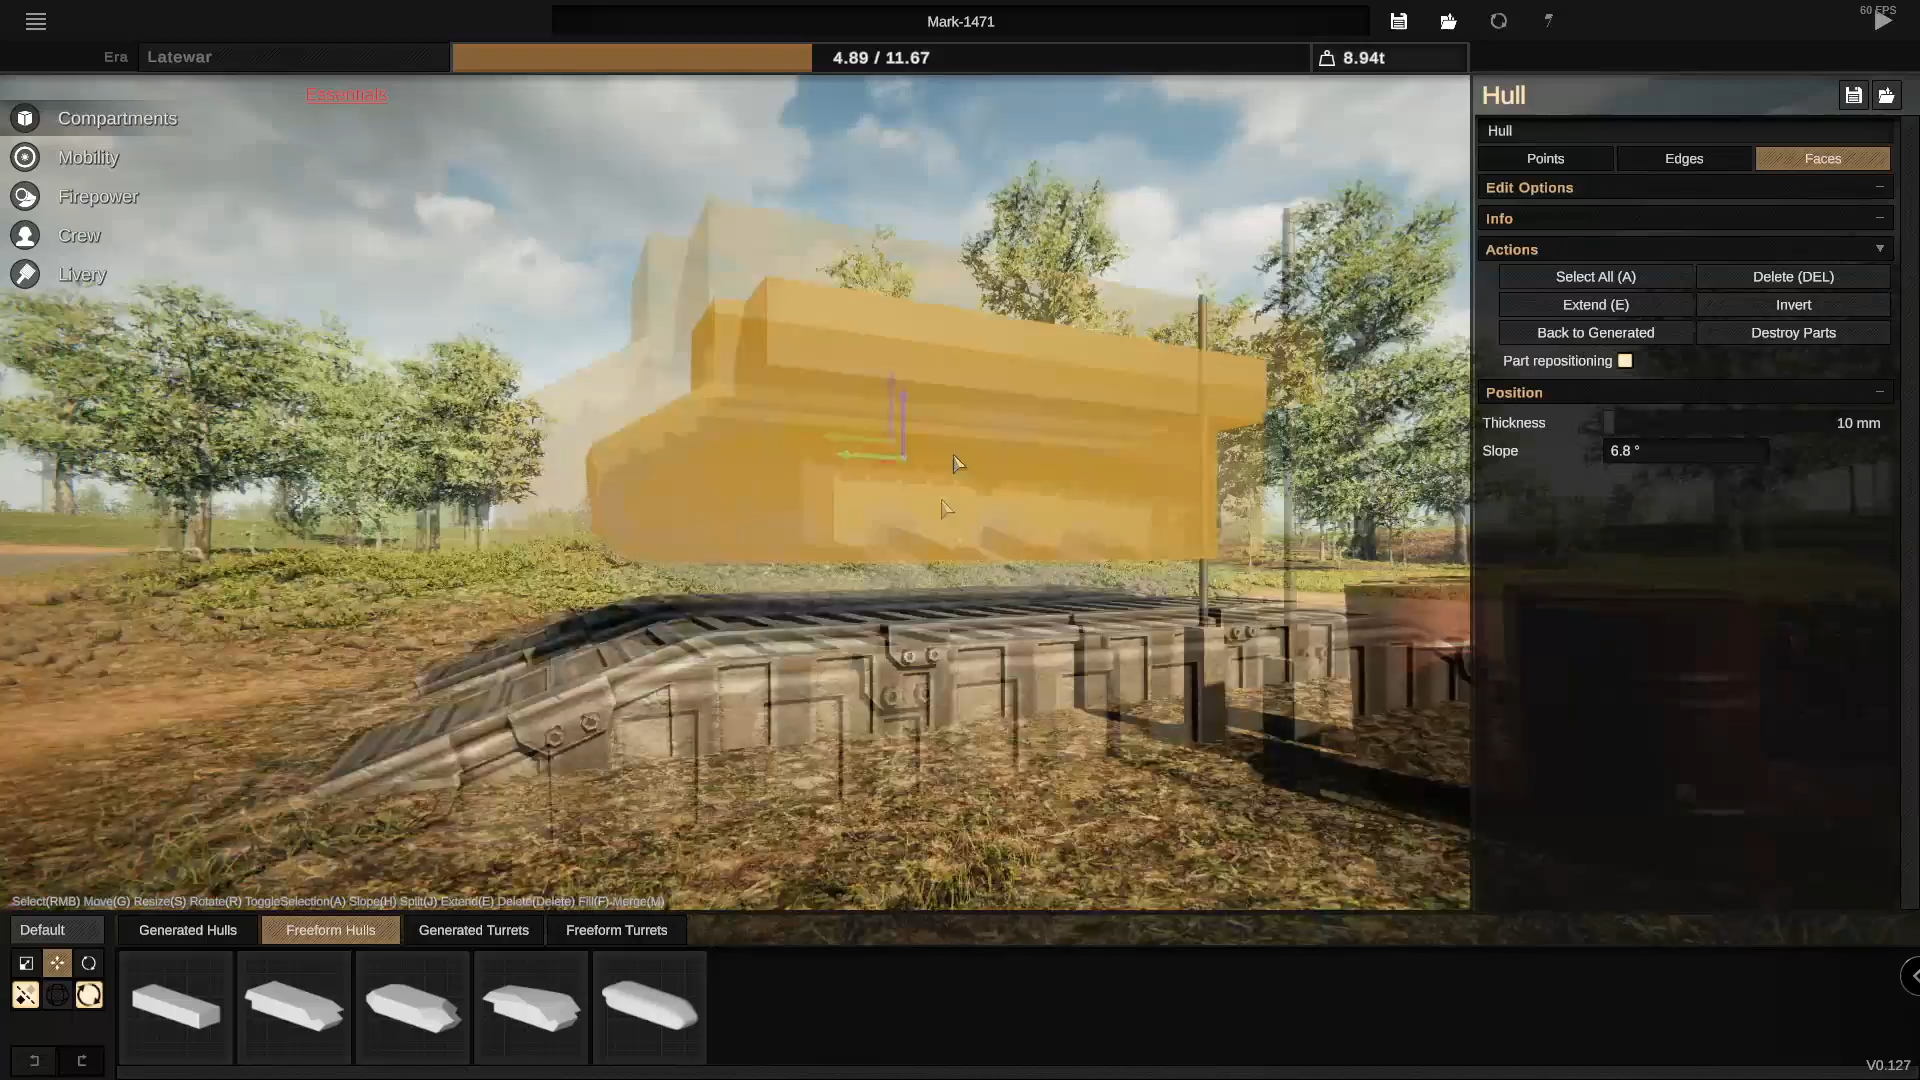 60 FPS
Mark-1471
Era Latewar 4.89 / 11.67 8.94t
Essentials
Compartments
Mobility
Firepower
Crew
Livery
Hull
Hull
Points Edges Faces
Edit Options
Info
Actions
Select All (A) Delete (DEL)
Extend (E) Invert
Back to Generated Destroy Parts
Part repositioning
Position
Thickness 10 mm
Slope 6.8 °
Select(RMB) Move(G) Resize(S) Rotate(R) ToggleSelection(A) Slope(H) Split(J) Extend(E) Delete(Delete) Fill(F) Merge(M)
Default Generated Hulls Freeform Hulls Generated Turrets Freeform Turrets
V0.127